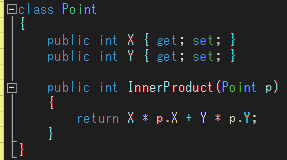 class Point
{
    public int X { get; set; }
    public int Y { get; set; }

    public int InnerProduct(Point p)
    {
        return X * p.X + Y * p.Y;
    }
}